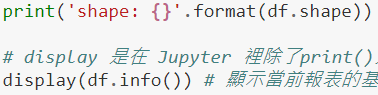 print('shape: {}'.format(df.shape))
# display 是在 Jupyter 裡除了print()
display(df.info()) # 顯示當前報表的基